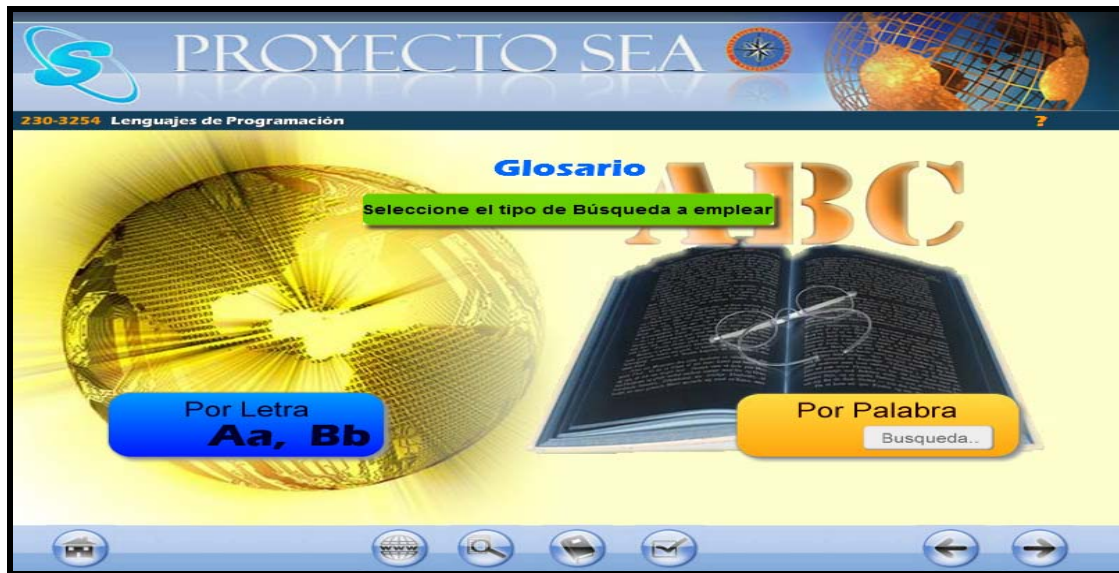 S
PROYECTO SEA
230-3254 Lenguajes de Programación
?
Glosario
ABC
Seleccione el tipo de Búsqueda a emplear
Por Letra
Aa, Bb
Por Palabra
Busqueda..
www